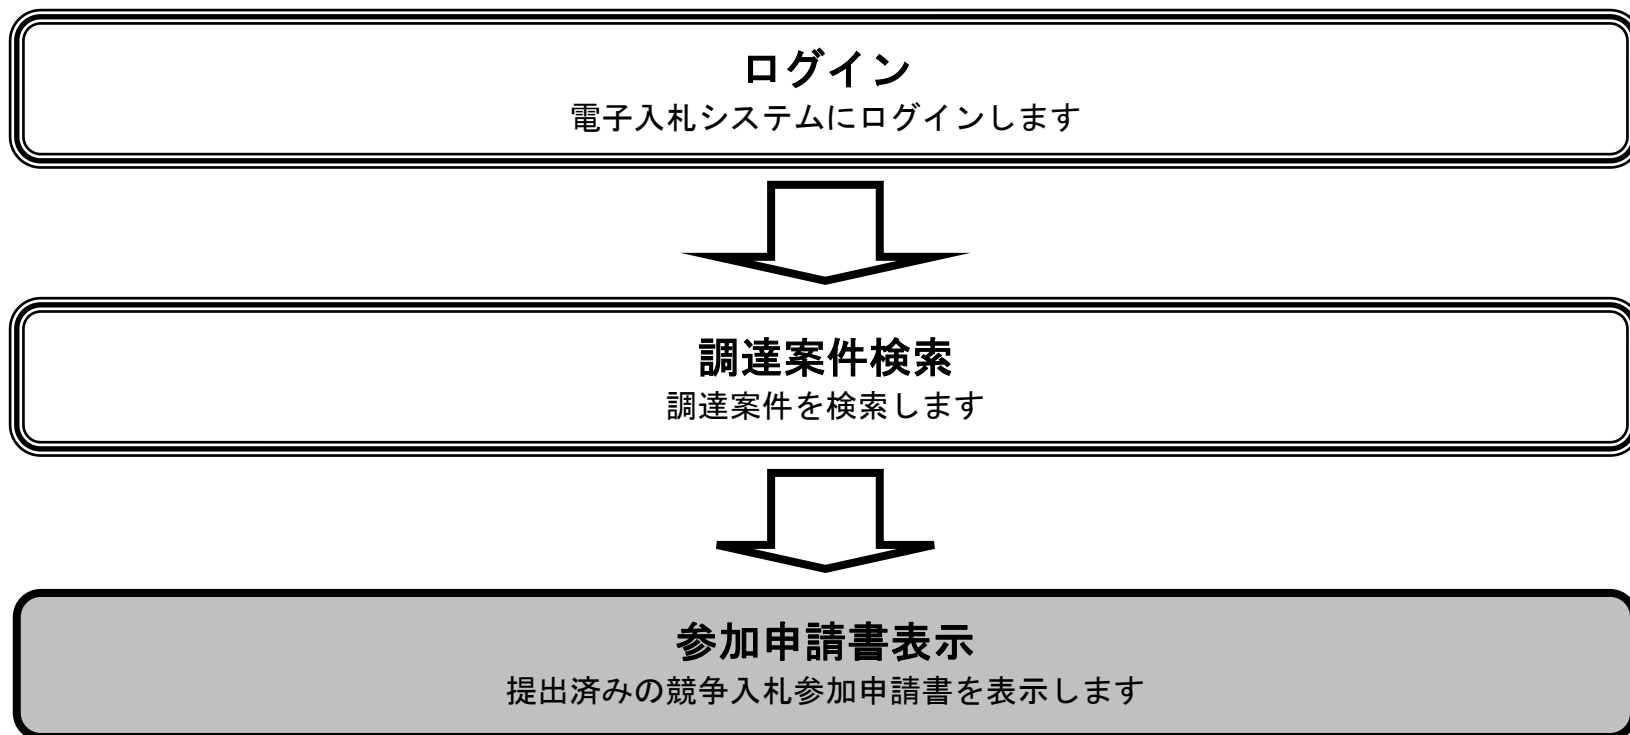 ログイン
電子入札システムにログインします
調達案件検索
調達案件を検索します
参加申請書表示
提出済みの競争入札参加申請書を表示します